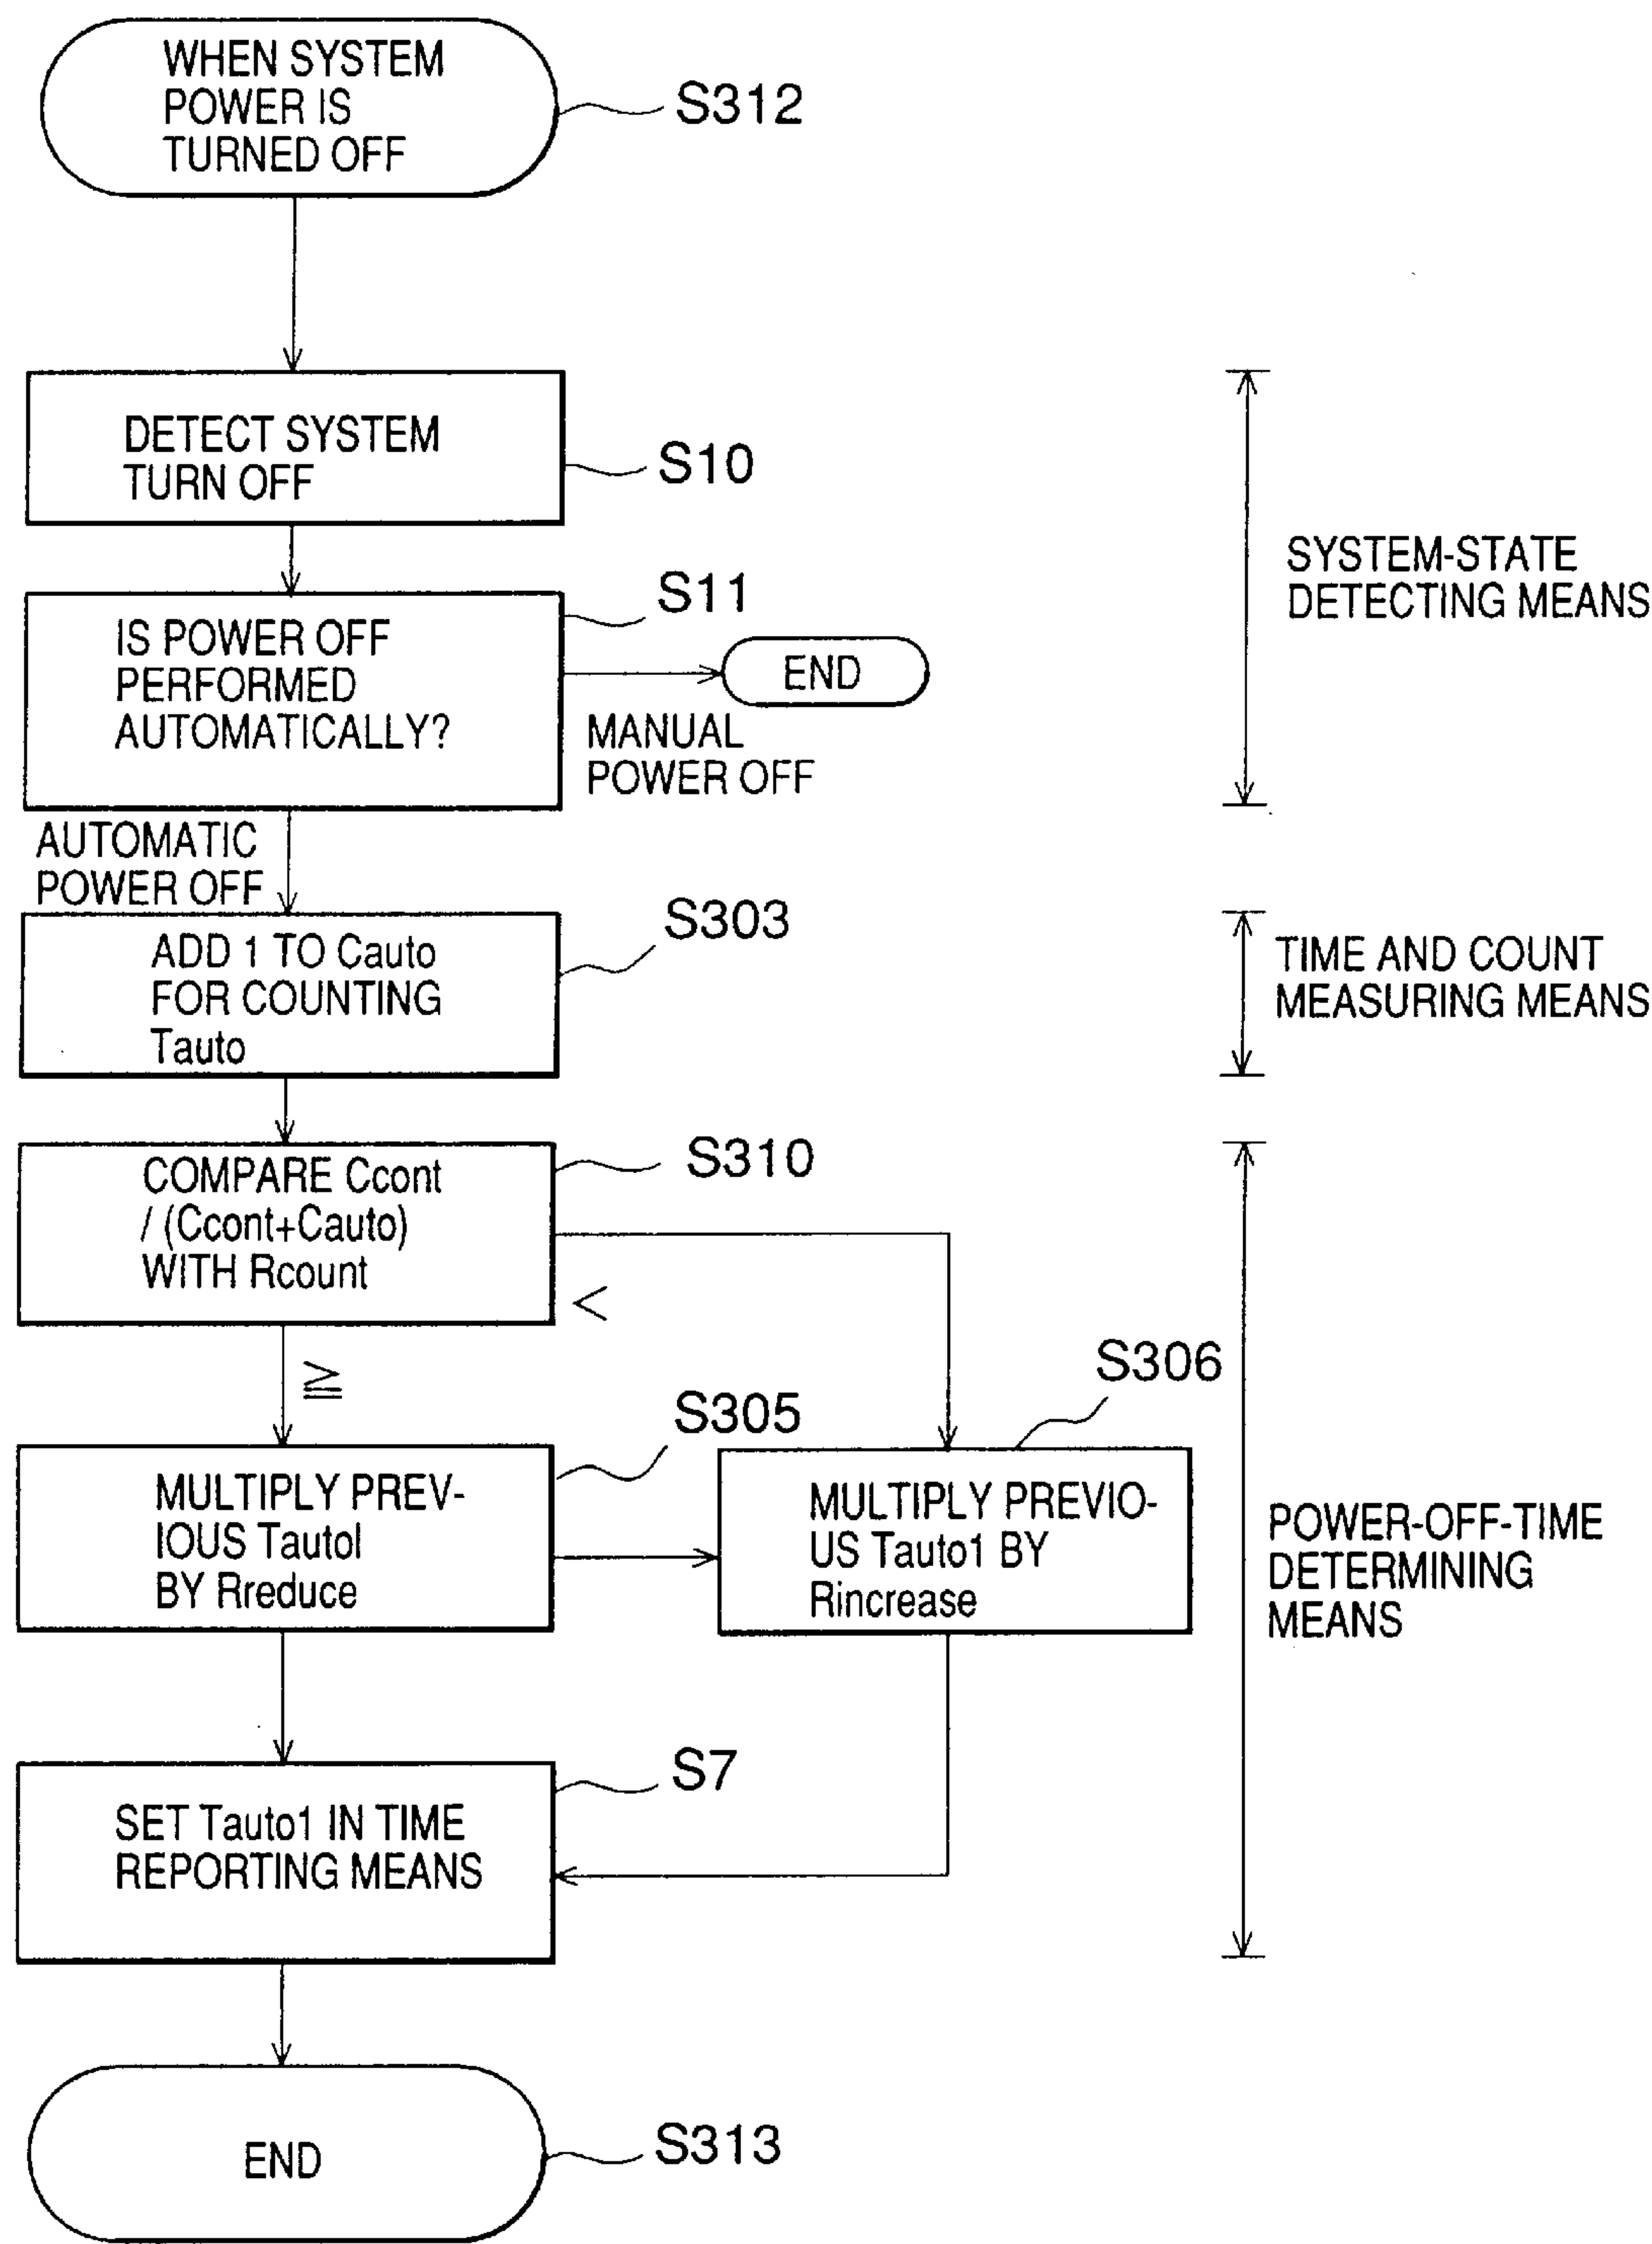 WHEN SYSTEM
POWER IS
TURNED OFF
S312
DETECT SYSTEM
TURN OFF
S10
SYSTEM-STATE
DETECTING MEANS
IS POWER OFF
PERFORMED
AUTOMATICALLY?
S11
END
MANUAL
POWER OFF
AUTOMATIC
POWER OFF
ADD 1 TO Cauto
FOR COUNTING
Tauto
S303
TIME AND COUNT
MEASURING MEANS
COMPARE Ccont
/ (Ccont+Cauto)
WITH Rcount
S310
<
≧
MULTIPLY PREV-
IOUS Tautol
BY Rreduce
S305
MULTIPLY PREVIO-
US Tauto1 BY
Rincrease
S306
POWER-OFF-TIME
DETERMINING
MEANS
SET Tauto1 IN TIME
REPORTING MEANS
S7
END
S313